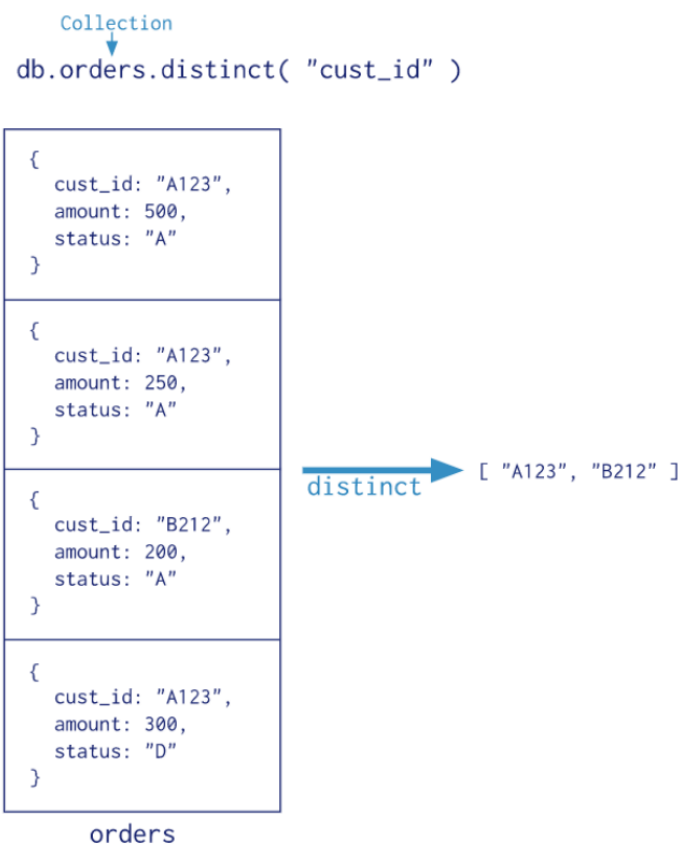 Collection
db.orders.distinct( "cust_id" )
{
cust_id: "A123",
amount: 500,
status: "A"
}
{
cust_id: "A123",
amount: 250,
status: "A"
}
{
cust_id: "B212",
amount: 200,
status: "A"
}
{
cust_id: "A123",
amount: 300,
status: "D"
}
orders
distinct
[ "A123", "B212" ]